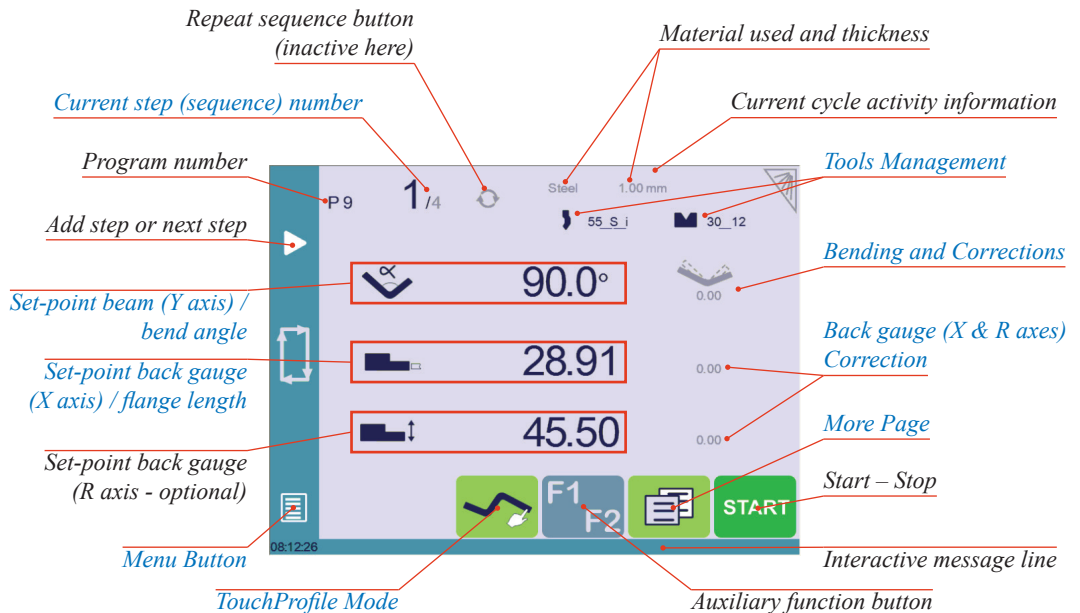 Repeat sequence button
(inactive here)
Material used and thickness
Current step (sequence) number
Current cycle activity information
Program number
Tools Management
Add step or next step
Bending and Corrections
Set-point beam (Y axis) /
bend angle
Back gauge (X & R axes)
Correction
Set-point back gauge
(X axis) / flange length
More Page
Set-point back gauge
(R axis - optional)
Start – Stop
Menu Button
Interactive message line
TouchProfile Mode
Auxiliary function button
P 9
1/4
Steel
1.00 mm
55_S_i
30__12
α
90.0°
0.00
28.91
0.00
45.50
0.00
F1
F2
START
08:12:26